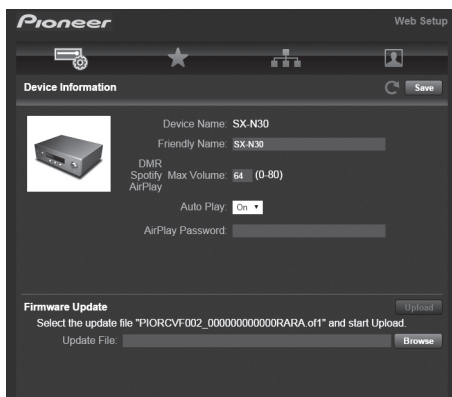 Pioneer
Web Setup
Device Information
Save
Device Name: SX-N30
Friendly Name: SX-N30
DMR
Spotify Max Volume: 64 (0-80)
AirPlay
Auto Play: On
AirPlay Password:
Firmware Update
Upload
Select the update file "PIORCVF002_000000000000RARA.of1" and start Upload.
Update File:
Browse